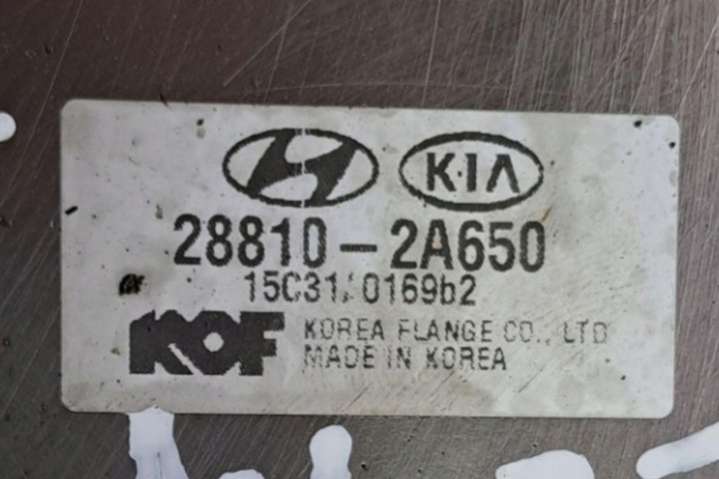 KIA
28810-2A650
15C31 0169b2
KOF KOREA FLANGE CO., LTD
MADE IN KOREA